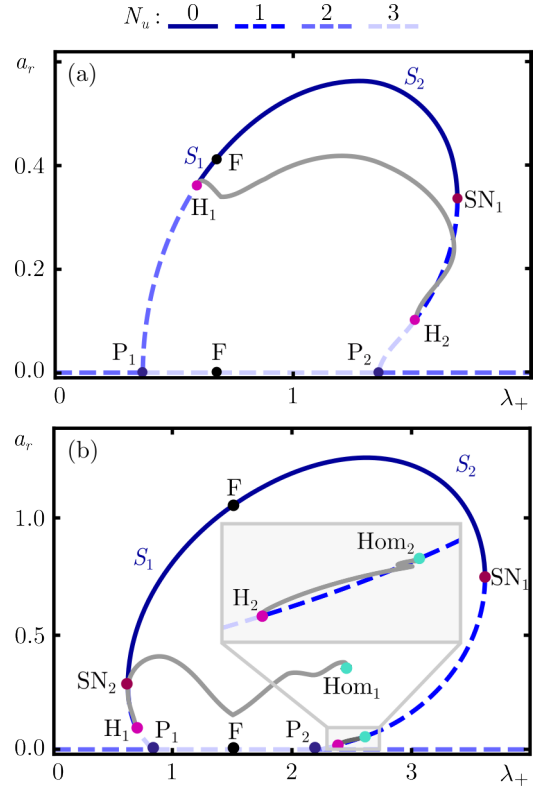 N_u : 0 1 2 3
a_r (a) S_2
S_1 F
0.4
H_1 SN_1
0.2
H_2
P_1 F P_2
0.0
0 1 λ_+
a_r (b) F S_2
1.0
S_1 Hom_2
H_2 SN_1
0.5 SN_2 Hom_1
H_1 P_1 F P_2
0.0
0 1 2 3 λ_+